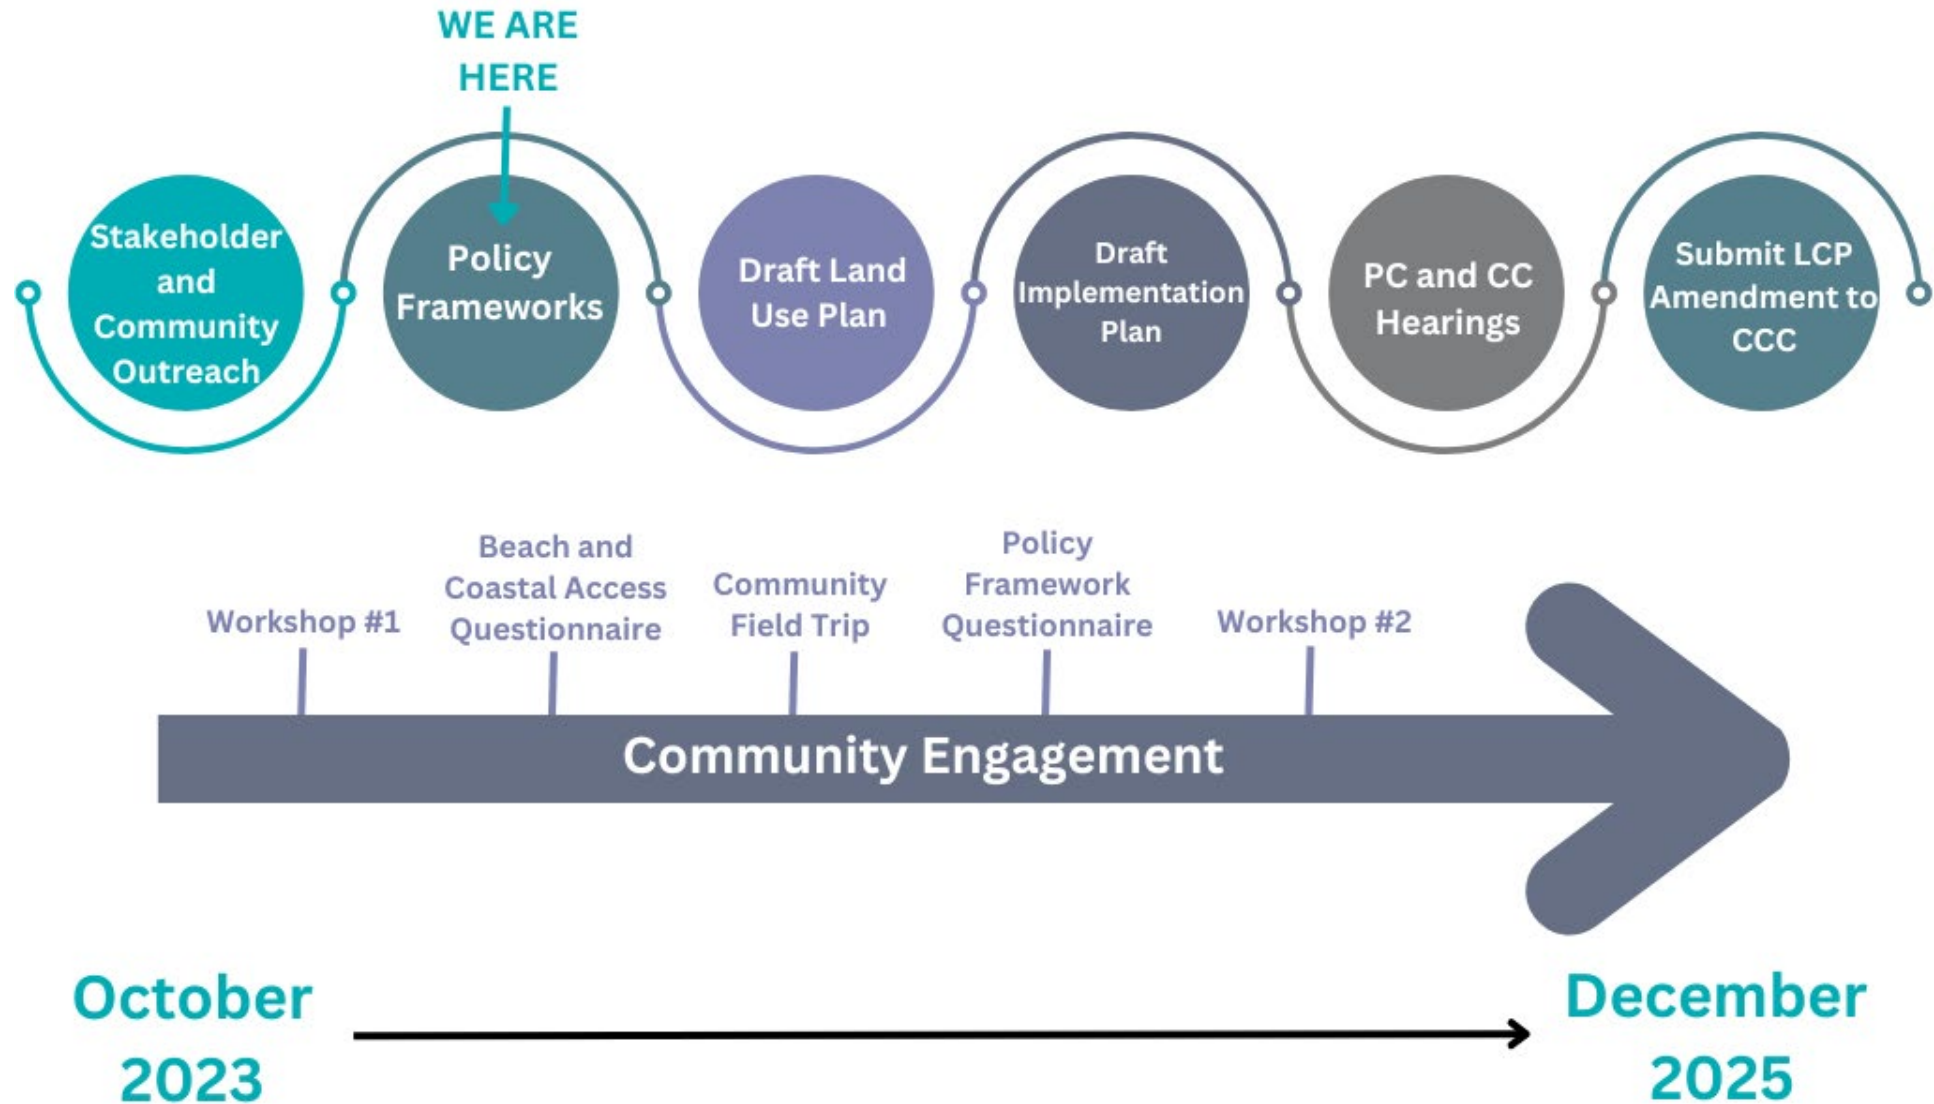 WE ARE
HERE
Stakeholder
and
Community
Outreach
Policy
Frameworks
Draft Land
Use Plan
Draft
Implementation
Plan
PC and CC
Hearings
Submit LCP
Amendment to
CCC
Workshop #1
Beach and
Coastal Access
Questionnaire
Community
Field Trip
Policy
Framework
Questionnaire
Workshop #2
Community Engagement
October
2023
December
2025